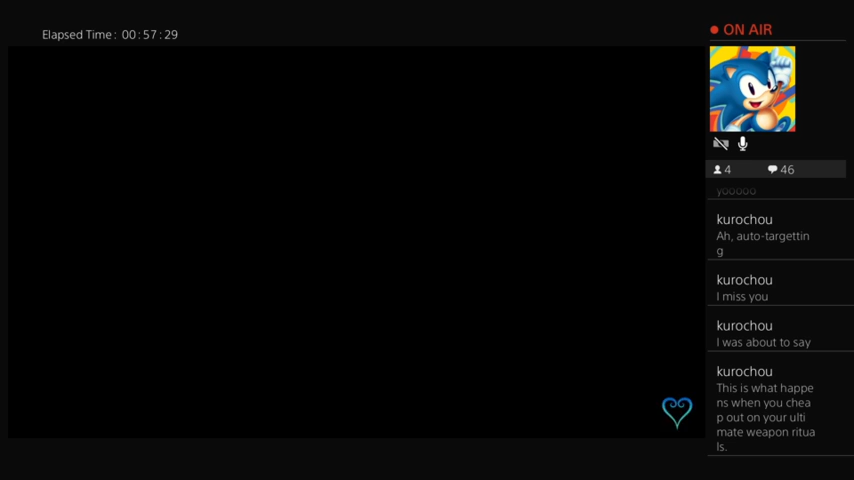 Elapsed Time: 00:57:29
ON AIR
4 46
yooooo
kurochou
Ah, auto-targettin
g
kurochou
I miss you
kurochou
I was about to say
kurochou
This is what happe
ns when you chea
p out on your ulti
mate weapon ritua
ls.